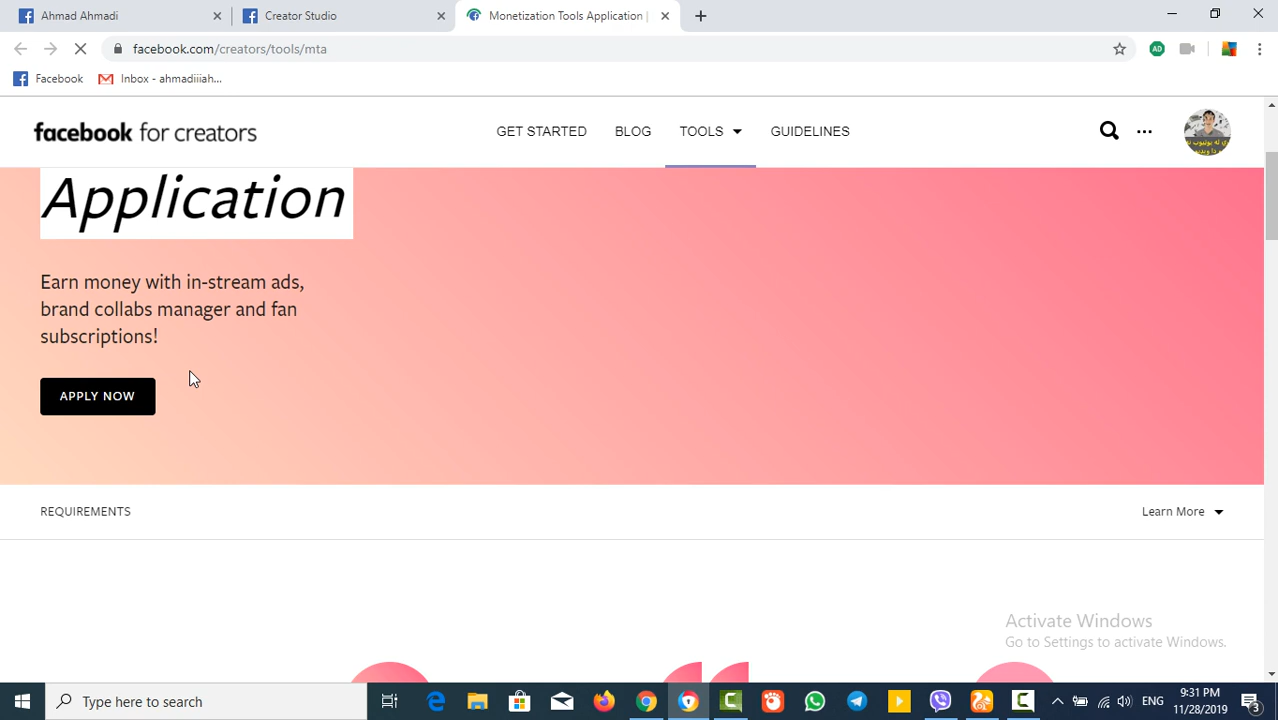 Ahmad Ahmadi
Creator Studio
Monetization Tools Application |
facebook.com/creators/tools/mta
Facebook
Inbox - ahmadiiiah...
facebook for creators
GET STARTED
BLOG
TOOLS
GUIDELINES
Application
Earn money with in-stream ads,
brand collabs manager and fan
subscriptions!
APPLY NOW
REQUIREMENTS
Learn More
Activate Windows
Go to Settings to activate Windows.
Type here to search
ENG
9:31 PM
11/28/2019
3